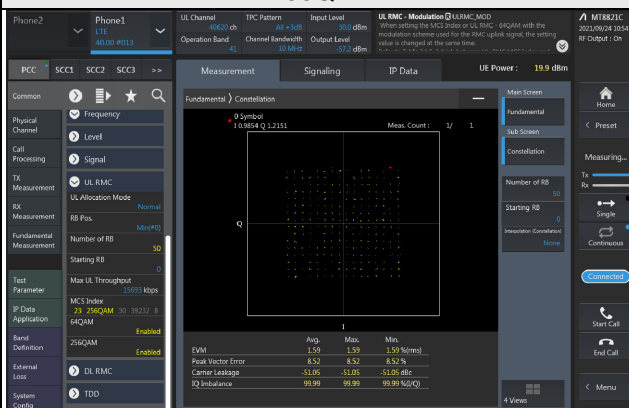 Phone2
Phone1
LTE
40.00 #013
UL Channel
40620 ch
TPC Pattern
All +3dB
Input Level
30.0 dBm
Operation Band
41
Channel Bandwidth
10 MHz
Output Level
-57.2 dBm
UL RMC - Modulation ULRMC_MOD
When setting the MCS Index or UL RMC - 64QAM with the
modulation scheme used for the RMC uplink signal, the setting
value is changed at the same time.
MT8821C
2021/09/24 10:54
RF Output : On
PCC
SCC1
SCC2
SCC3
>>
Measurement
Signaling
IP Data
UE Power : 19.9 dBm
Common
Physical
Channel
Call
Processing
TX
Measurement
RX
Measurement
Fundamental
Measurement
Test
Parameter
IP Data
Application
Band
Definition
External
Loss
System
Config
Frequency
Level
Signal
UL RMC
UL Allocation Mode
Normal
RB Pos.
Min(#0)
Number of RB
50
Starting RB
0
Max UL Throughput
15693 kbps
MCS Index
23 256QAM 30 39232 8
64QAM
Enabled
256QAM
Enabled
DL RMC
TDD
Fundamental 〉 Constellation
0 Symbol
I 0.9854 Q 1.2151
Meas. Count : 1/ 1
Q
I
Avg. Max. Min.
EVM 1.59 1.59 1.59 %(rms)
Peak Vector Error 8.52 8.52 8.52 %
Carrier Leakage -51.05 -51.05 -51.05 dBc
IQ Imbalance 99.99 99.99 99.99 %(I/Q)
Main Screen
Fundamental
Sub Screen
Constellation
Number of RB
50
Starting RB
0
Interpolation (Constellation)
None
4 Views
Home
< Preset
Measuring...
Tx
Rx
Single
Continuous
Connected
Start Call
End Call
< Menu